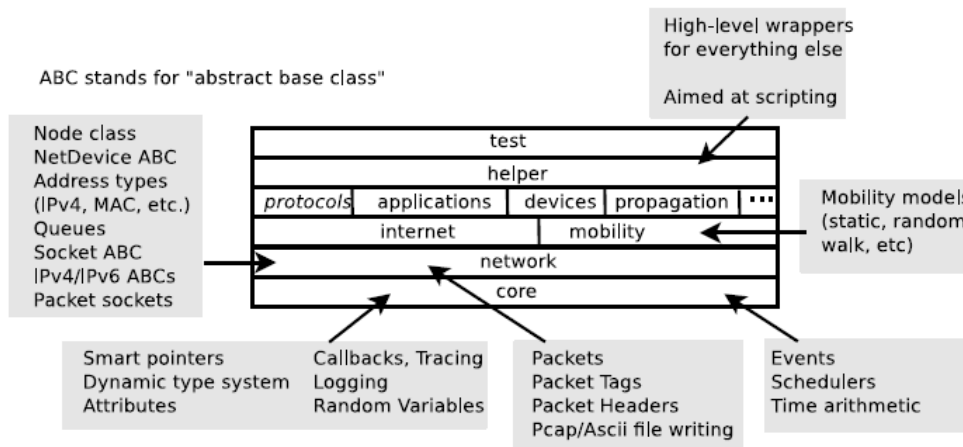 High-level wrappers
for everything else
Aimed at scripting
ABC stands for "abstract base class"
Node class
NetDevice ABC
Address types
(IPv4, MAC, etc.)
Queues
Socket ABC
IPv4/IPv6 ABCs
Packet sockets
test
helper
protocols applications devices propagation ...
internet mobility
network
core
Mobility models
(static, random
walk, etc)
Smart pointers
Dynamic type system
Attributes
Callbacks, Tracing
Logging
Random Variables
Packets
Packet Tags
Packet Headers
Pcap/Ascii file writing
Events
Schedulers
Time arithmetic